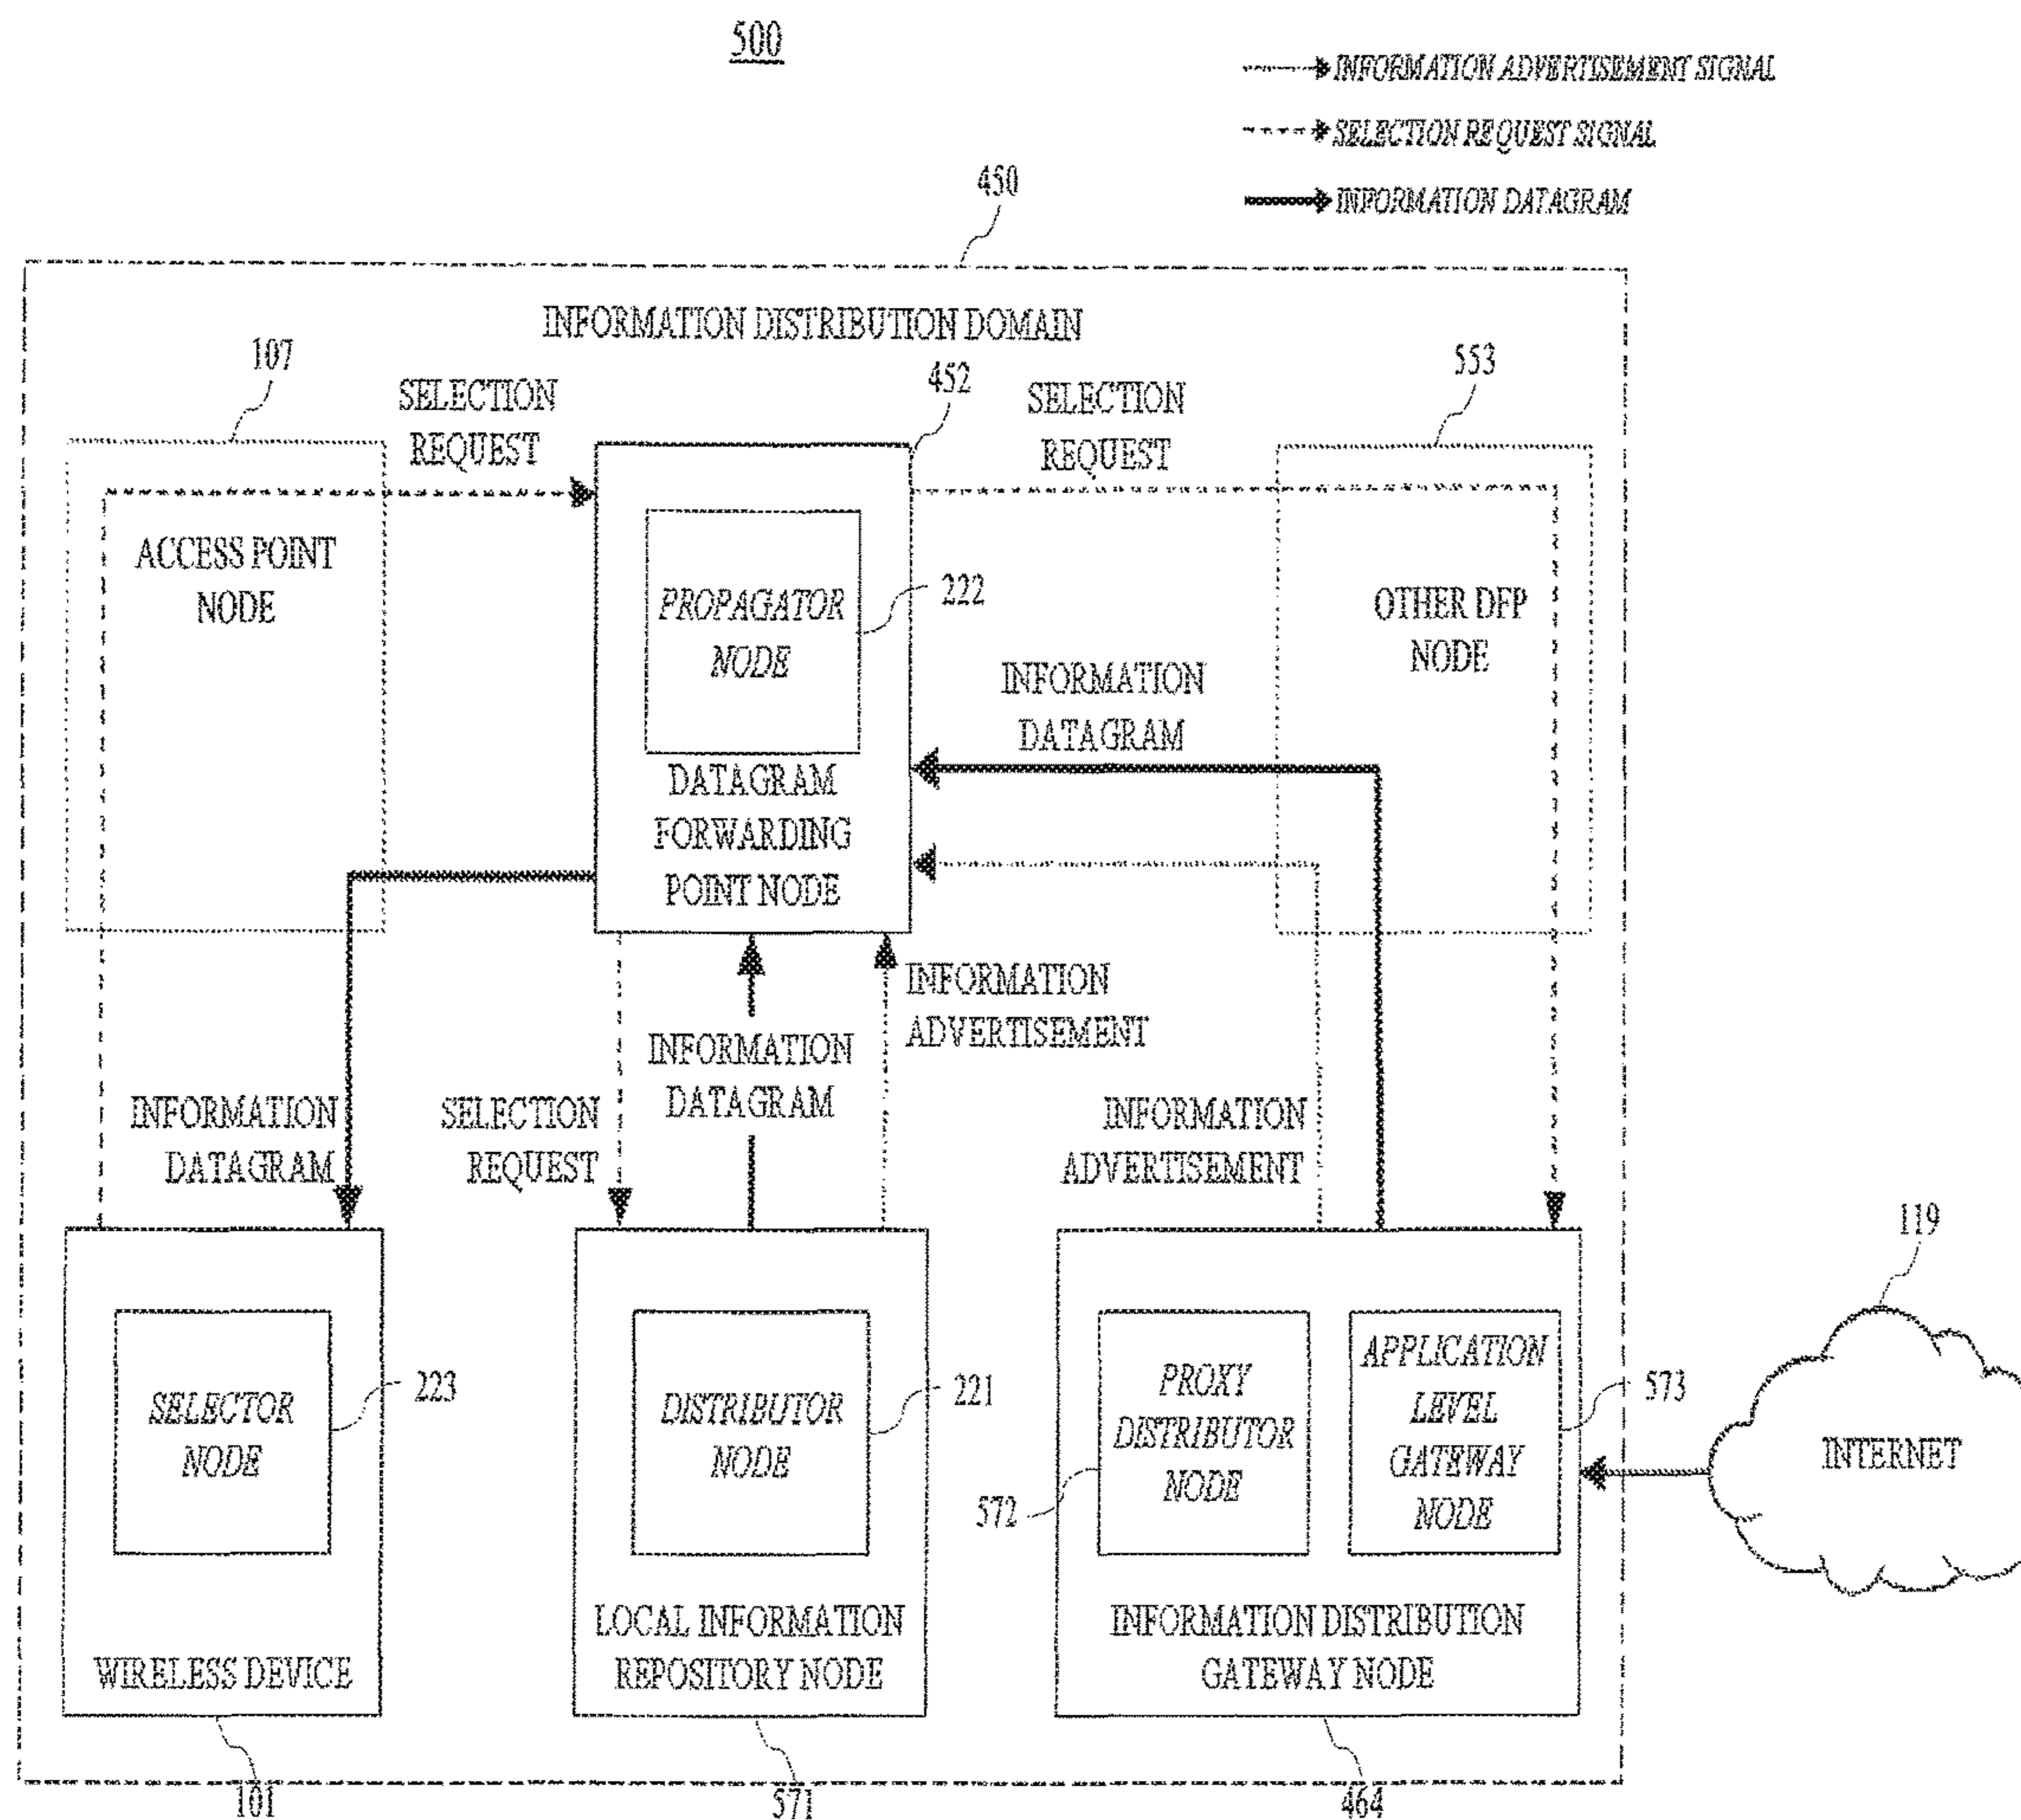 500
INFORMATION ADVERTISEMENT SIGNAL
SELECTION REQUEST SIGNAL
INFORMATION DATAGRAM
450
INFORMATION DISTRIBUTION DOMAIN
107
452
553
SELECTION
REQUEST
SELECTION
REQUEST
ACCESS POINT
NODE
PROPAGATOR
NODE
222
OTHER DFP
NODE
INFORMATION
DATAGRAM
DATAGRAM
FORWARDING
POINT NODE
INFORMATION
ADVERTISEMENT
INFORMATION
DATAGRAM
INFORMATION
DATAGRAM
SELECTION
REQUEST
INFORMATION
ADVERTISEMENT
119
SELECTOR
NODE
223
DISTRIBUTOR
NODE
221
PROXY
DISTRIBUTOR
NODE
572
APPLICATION
LEVEL
GATEWAY
NODE
573
INTERNET
WIRELESS DEVICE
LOCAL INFORMATION
REPOSITORY NODE
INFORMATION DISTRIBUTION
GATEWAY NODE
101
571
464